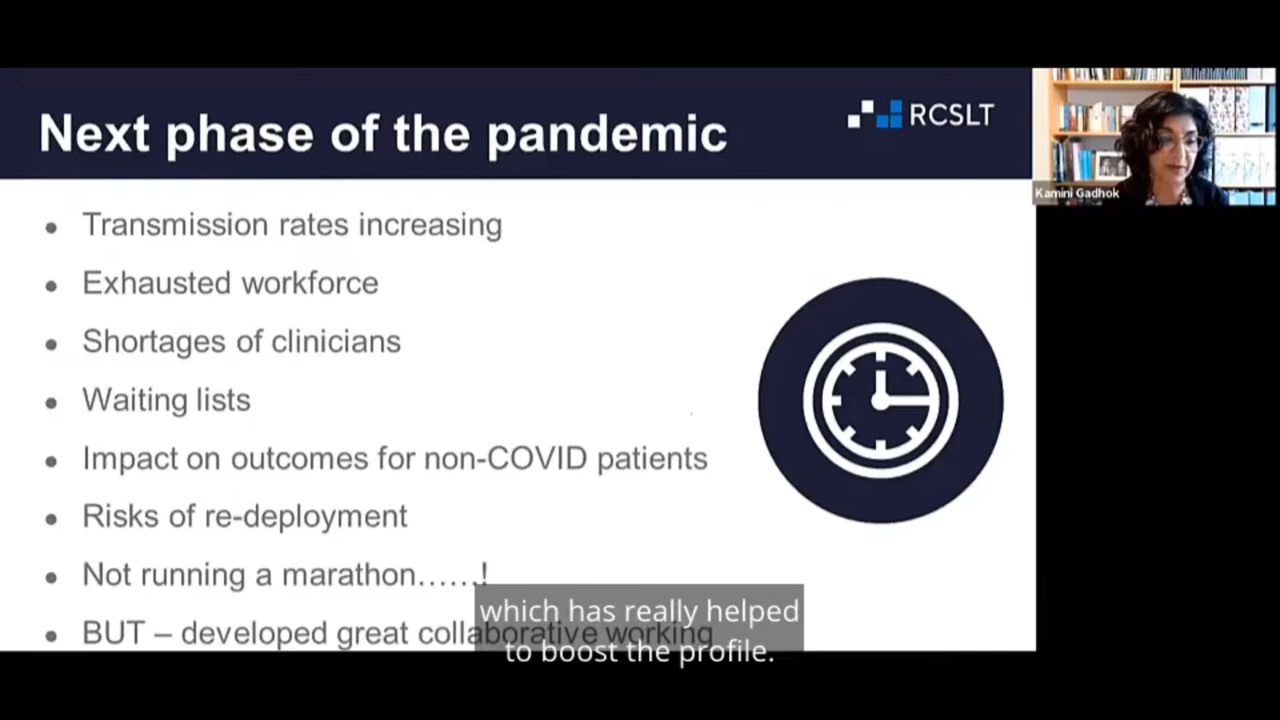 Next phase of the pandemic
RCSLT
Kamini Gadhok
• Transmission rates increasing
• Exhausted workforce
• Shortages of clinicians
• Waiting lists
• Impact on outcomes for non-COVID patients
• Risks of re-deployment
• Not running a marathon……!
• BUT – developed great collaborative working
which has really helped
to boost the profile.